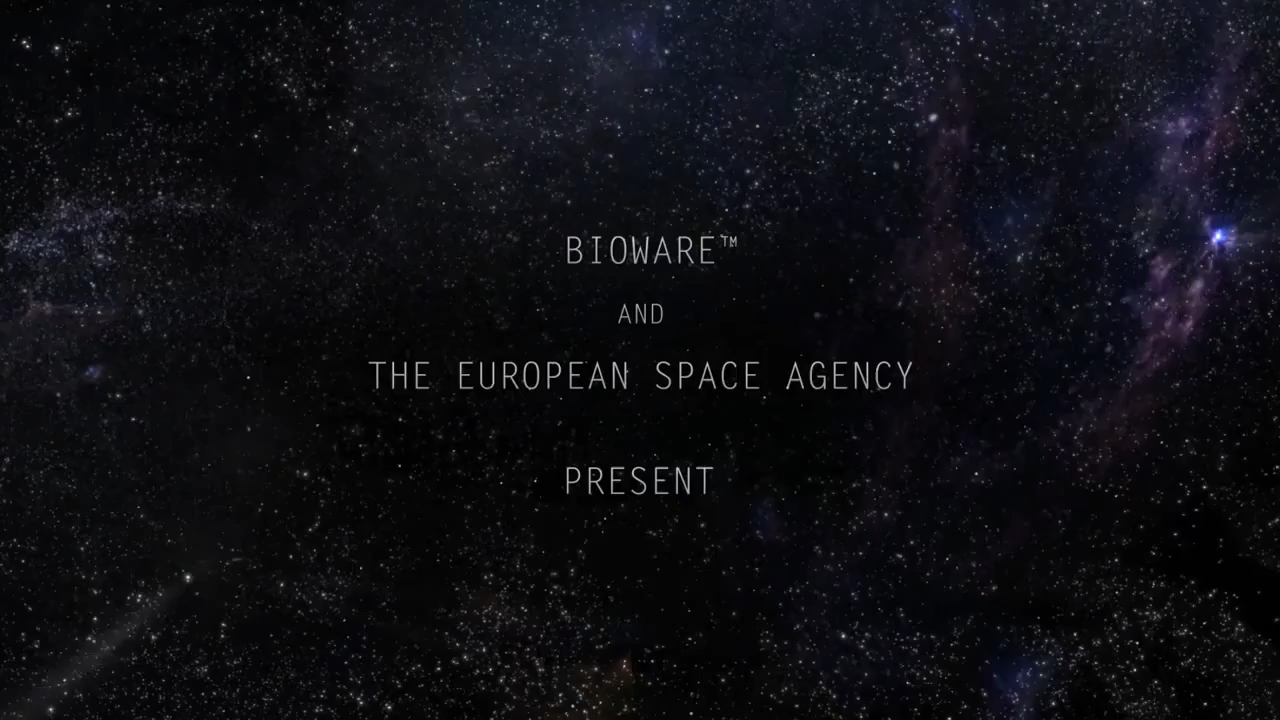 BIOWARE™
AND
THE EUROPEAN SPACE AGENCY
PRESENT